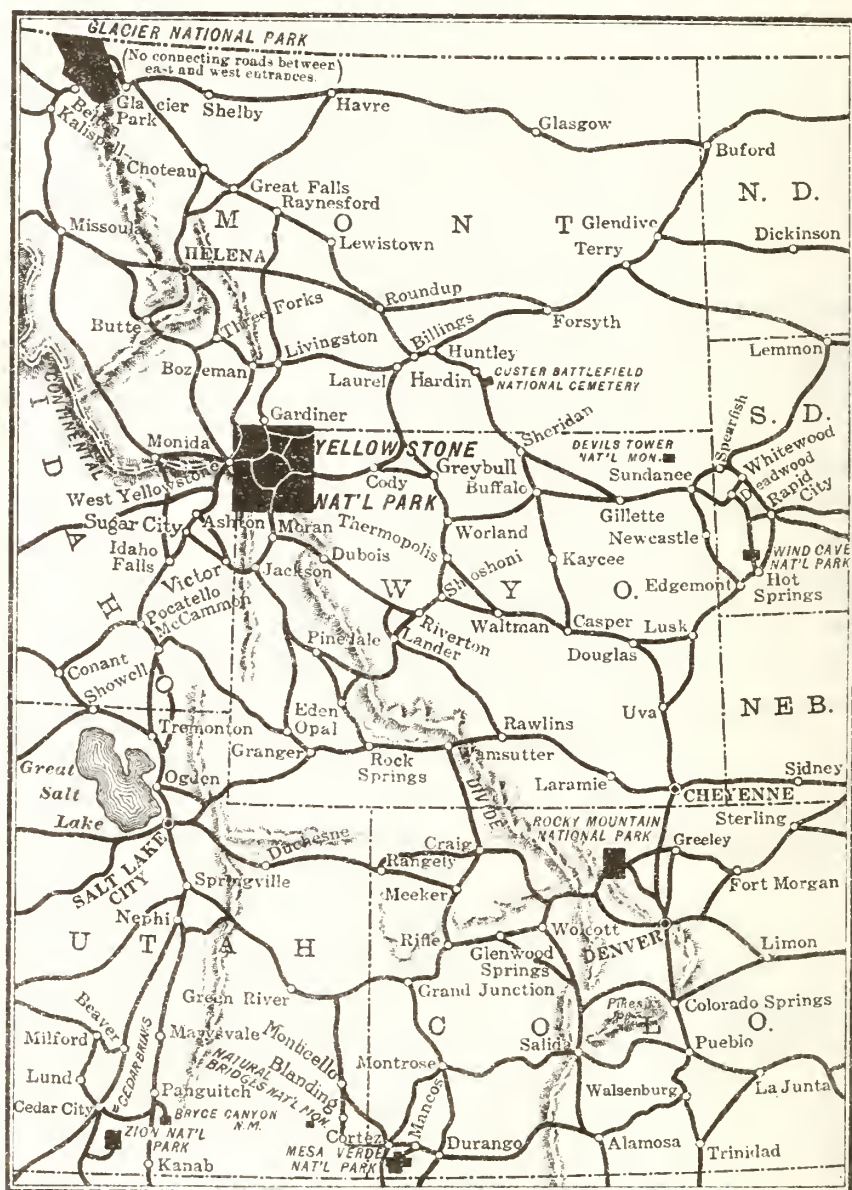 GLACIER NATIONAL PARK
(No connecting roads between
east and west entrances.)
Belton
Kalispell
Glacier
Park
Shelby
Havre
Glasgow
Buford
Choteau
Great Falls
Raynesford
N. D.
Missoula
MONT
Lewistown
Glendive
Terry
Dickinson
HELENA
Butte
Three Forks
Roundup
Forsyth
Bozeman
Livingston
Billings
Laurel
Huntley
Hardin
CUSTER BATTLEFIELD
NATIONAL CEMETERY
Lemmon
CONTINENTAL
IDAHO
Gardiner
S. D.
Monida
West Yellowstone
YELLOWSTONE
NAT'L PARK
Cody
Greybull
Buffalo
Sheridan
DEVILS TOWER
NAT'L MON.
Sundance
Spearfish
Whitewood
Deadwood
Rapid
City
Sugar City
Ashton
Moran
Thermopolis
Worland
Gillette
Newcastle
Idaho
Falls
Victor
Jackson
Dubois
Shoshoni
Kaycee
WIND CAVE
NAT'L PARK
Edgemont
Hot
Springs
WYO.
Pocatello
McCammon
Pinedale
Riverton
Lander
Waltman
Casper
Douglas
Lusk
Conant
Showell
Eden
Opal
Uva
NEB.
Tremonton
Granger
Rock
Springs
Rawlins
Wamsutter
Great
Salt
Lake
Ogden
Laramie
CHEYENNE
Sidney
DIVIDE
ROCKY MOUNTAIN
NATIONAL PARK
Sterling
SALT LAKE
CITY
Duchesne
Craig
Rangely
Greeley
Springville
Meeker
Fort Morgan
Nephi
Rifle
Wolcott
DENVER
UTAH
Glenwood
Springs
Limon
Green River
Grand Junction
Pikes
Colorado Springs
COLO.
Beaver
Milford
Marysvale
Monticello
Salida
Pueblo
CEDAR BRKS
NATURAL
BRIDGES NAT'L MON.
Blanding
Montrose
Lund
Panguitch
Mancos
Walsenburg
La Junta
Cedar City
BRYCE CANYON
N.M.
ZION NAT'L
PARK
Cortez
MESA VERDE
NAT'L PARK
Durango
Alamosa
Trinidad
Kanab